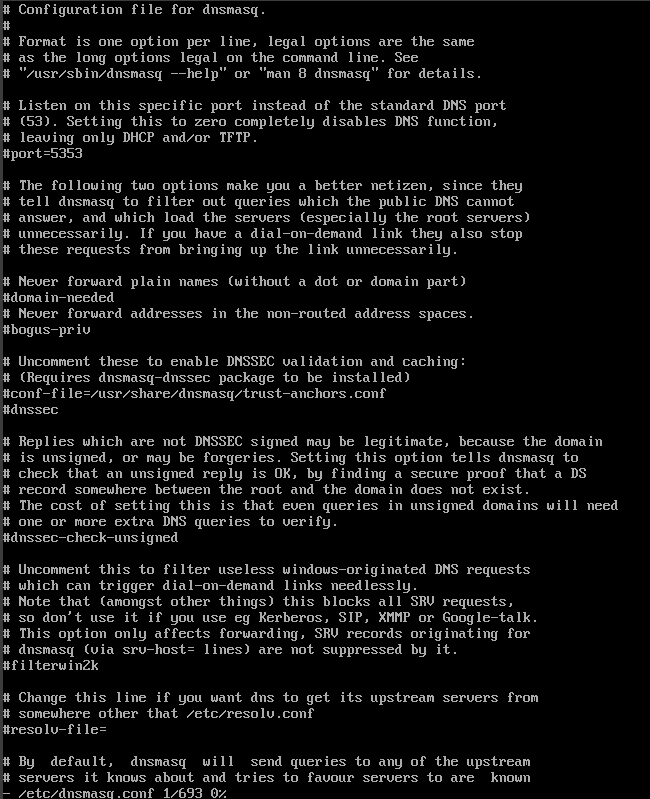 # Configuration file for dnsmasq.
#
# Format is one option per line, legal options are the same
# as the long options legal on the command line. See
# "/usr/sbin/dnsmasq --help" or "man 8 dnsmasq" for details.

# Listen on this specific port instead of the standard DNS port
# (53). Setting this to zero completely disables DNS function,
# leaving only DHCP and/or TFTP.
#port=5353

# The following two options make you a better netizen, since they
# tell dnsmasq to filter out queries which the public DNS cannot
# answer, and which load the servers (especially the root servers)
# unnecessarily. If you have a dial-on-demand link they also stop
# these requests from bringing up the link unnecessarily.

# Never forward plain names (without a dot or domain part)
#domain-needed
# Never forward addresses in the non-routed address spaces.
#bogus-priv

# Uncomment these to enable DNSSEC validation and caching:
# (Requires dnsmasq-dnssec package to be installed)
#conf-file=/usr/share/dnsmasq/trust-anchors.conf
#dnssec

# Replies which are not DNSSEC signed may be legitimate, because the domain
# is unsigned, or may be forgeries. Setting this option tells dnsmasq to
# check that an unsigned reply is OK, by finding a secure proof that a DS
# record somewhere between the root and the domain does not exist.
# The cost of setting this is that even queries in unsigned domains will need
# one or more extra DNS queries to verify.
#dnssec-check-unsigned

# Uncomment this to filter useless windows-originated DNS requests
# which can trigger dial-on-demand links needlessly.
# Note that (amongst other things) this blocks all SRV requests,
# so don't use it if you use eg Kerberos, SIP, XMMP or Google-talk.
# This option only affects forwarding, SRV records originating for
# dnsmasq (via srv-host= lines) are not suppressed by it.
#filterwin2k

# Change this line if you want dns to get its upstream servers from
# somewhere other that /etc/resolv.conf
#resolv-file=

# By  default,  dnsmasq  will  send queries to any of the upstream
# servers it knows about and tries to favour servers to are  known
- /etc/dnsmasq.conf 1/693 0%